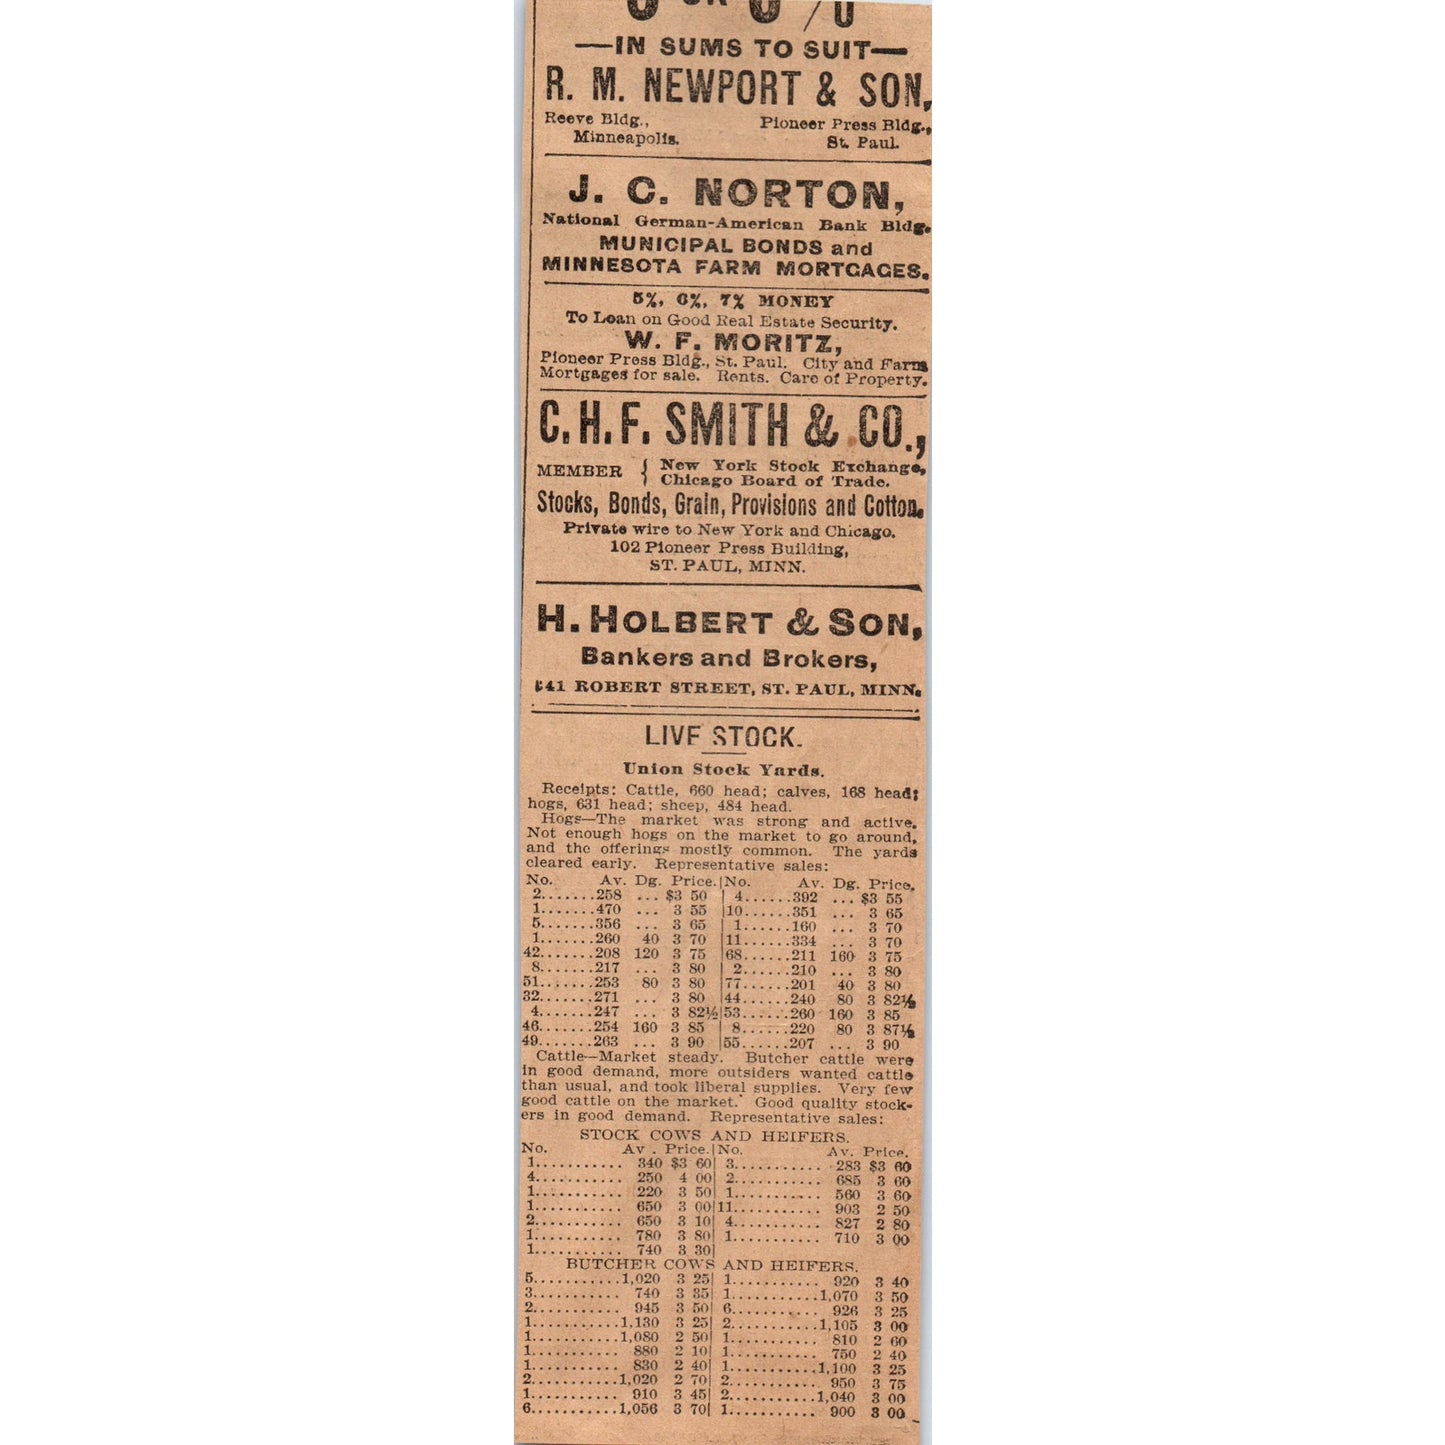 —IN SUMS TO SUIT—
R. M. NEWPORT & SON,
Reeve Bldg., Pioneer Press Bldg.,
Minneapolis. St. Paul.
J. C. NORTON,
National German-American Bank Bldg.
MUNICIPAL BONDS and
MINNESOTA FARM MORTGAGES.
5%, 6%, 7% MONEY
To Loan on Good Real Estate Security.
W. F. MORITZ,
Pioneer Press Bldg., St. Paul. City and Farm
Mortgages for sale. Rents. Care of Property.
C. H. F. SMITH & CO.,
MEMBER { New York Stock Exchange,
Chicago Board of Trade.
Stocks, Bonds, Grain, Provisions and Cotton.
Private wire to New York and Chicago.
102 Pioneer Press Building,
ST. PAUL, MINN.
H. HOLBERT & SON,
Bankers and Brokers,
341 ROBERT STREET, ST. PAUL, MINN.
LIVE STOCK.
Union Stock Yards.
Receipts: Cattle, 660 head; calves, 168 head;
hogs, 631 head; sheep, 484 head.
Hogs—The market was strong and active.
Not enough hogs on the market to go around,
and the offerings mostly common. The yards
cleared early. Representative sales:
No. Av. Dg. Price. | No. Av. Dg. Price.
2.......258 ... $3 50 | 4......392 ... $3 55
1.......470 ... 3 55 | 10......351 ... 3 65
5.......356 ... 3 65 | 1......160 ... 3 70
1.......260 40 3 70 | 11......334 ... 3 70
42.......208 120 3 75 | 68......211 160 3 75
8.......217 ... 3 80 | 2......210 ... 3 80
51.......253 80 3 80 | 77......201 40 3 80
32.......271 ... 3 80 | 44......240 80 3 82½
4.......247 ... 3 82½ | 53......260 160 3 85
46.......254 160 3 85 | 8......220 80 3 87½
49.......263 ... 3 90 | 55......207 ... 3 90
Cattle—Market steady. Butcher cattle were
in good demand, more outsiders wanted cattle
than usual, and took liberal supplies. Very few
good cattle on the market. Good quality stock-
ers in good demand. Representative sales:
STOCK COWS AND HEIFERS.
No. Av. Price. | No. Av. Price.
1........... 340 $3 60 | 3........... 283 $3 60
4........... 250 4 00 | 2........... 685 3 60
1........... 220 3 50 | 1........... 560 3 60
1........... 650 3 00 | 11........... 903 2 50
2........... 650 3 10 | 4........... 827 2 80
1........... 780 3 80 | 1........... 710 3 00
1........... 740 3 30 |
BUTCHER COWS AND HEIFERS.
5...........1,020 3 25 | 1........... 920 3 40
3........... 740 3 35 | 1...........1,070 3 50
2........... 945 3 50 | 6........... 926 3 25
1...........1,130 3 25 | 2...........1,105 3 00
1...........1,080 2 50 | 1........... 810 2 60
1........... 880 2 10 | 1........... 750 2 40
1........... 830 2 40 | 1...........1,100 3 25
2...........1,020 2 70 | 2........... 950 3 75
1........... 910 3 45 | 2...........1,040 3 00
6...........1,056 3 70 | 1........... 900 3 00